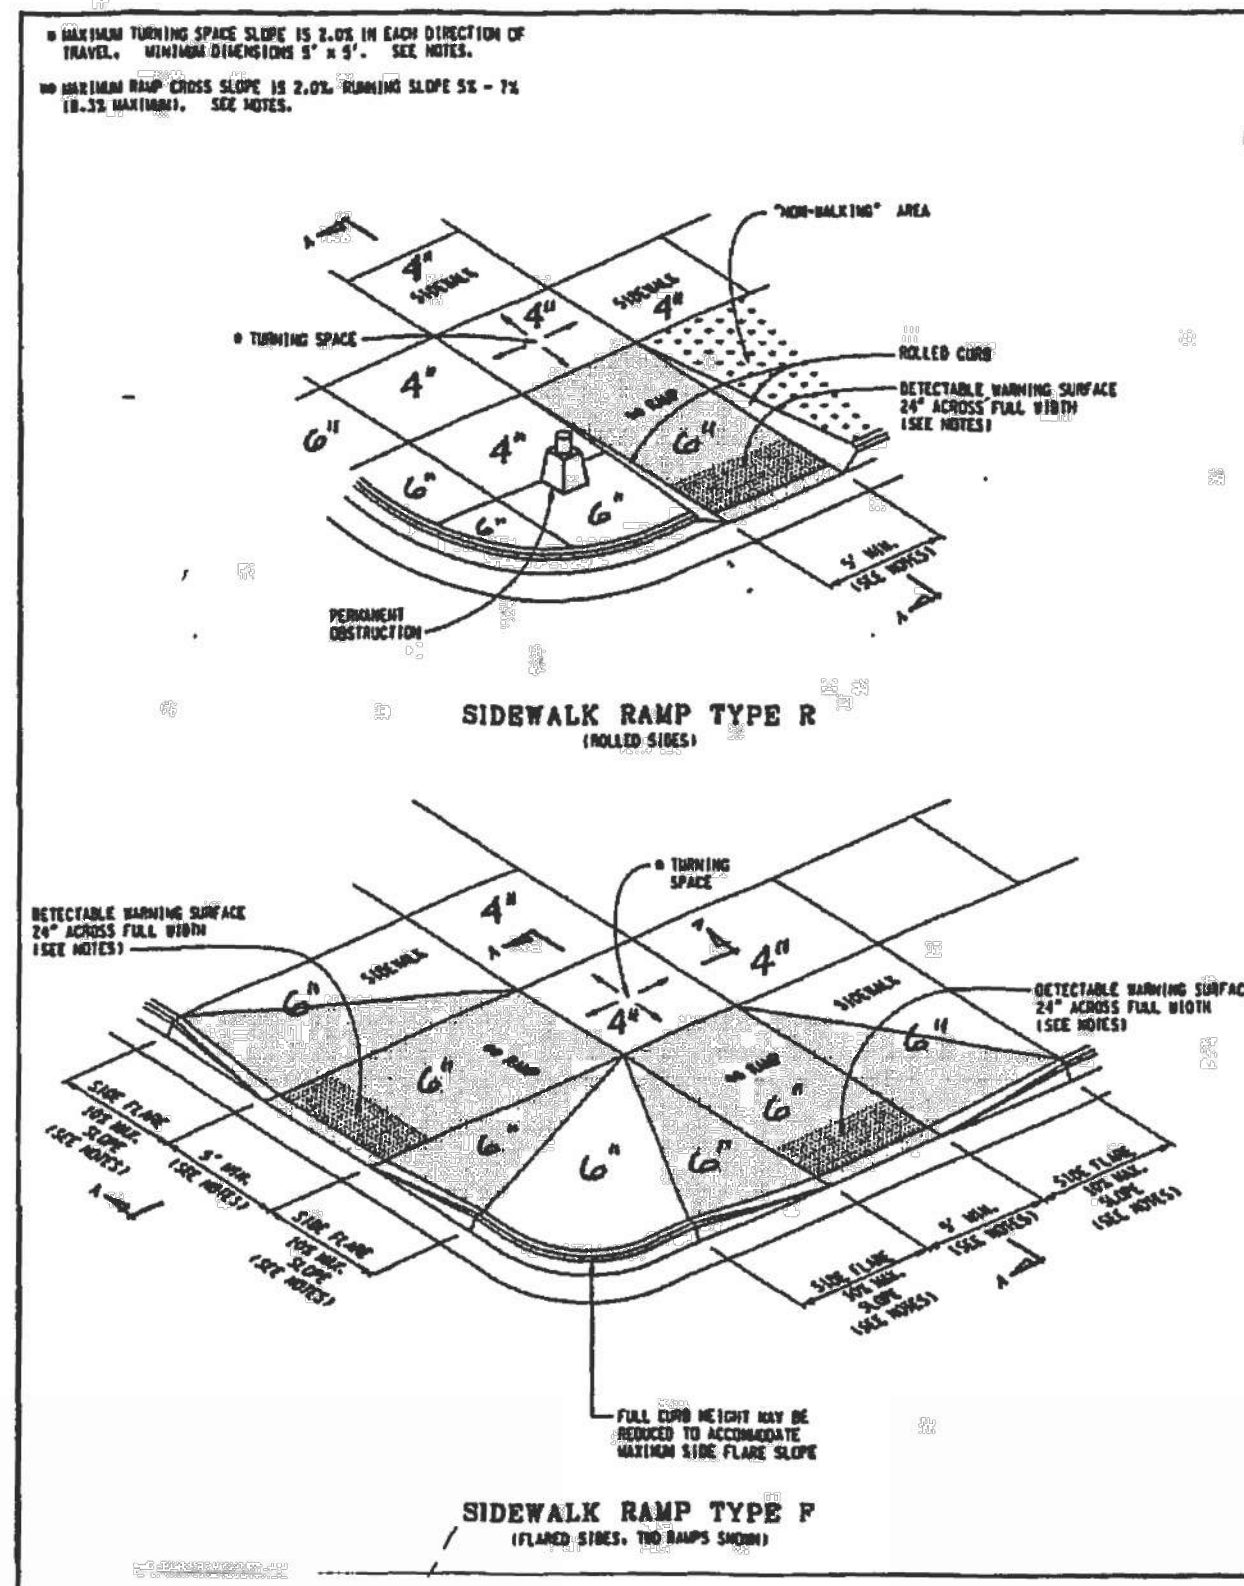 * MAXIMUM TURNING SPACE SLOPE IS 2.0% IN EACH DIRECTION OF
TRAVEL. MINIMUM DIMENSIONS 5' x 5'. SEE NOTES.
** MAXIMUM RAMP CROSS SLOPE IS 2.0%, RUNNING SLOPE 5% - 7%
(8.3% MAXIMUM). SEE NOTES.
"NON-WALKING" AREA
A
4"
SIDEWALK
SIDEWALK
4"
4"
* TURNING SPACE
ROLLED CURB
4"
** RAMP
DETECTABLE WARNING SURFACE
24" ACROSS FULL WIDTH
(SEE NOTES)
6"
4"
6"
6"
6"
6"
5' MIN.
(SEE NOTES)
A
PERMANENT
OBSTRUCTION
SIDEWALK RAMP TYPE R
(ROLLED SIDES)
* TURNING
SPACE
DETECTABLE WARNING SURFACE
24" ACROSS FULL WIDTH
(SEE NOTES)
4"
A
A
4"
SIDEWALK
SIDEWALK
6"
4"
DETECTABLE WARNING SURFAC
24" ACROSS FULL WIDTH
(SEE NOTES)
6"
** RAMP
6"
** RAMP
6"
6"
6"
6"
SIDE FLARE
10% MAX.
SLOPE
(SEE NOTES)
5' MIN.
(SEE NOTES)
SIDE FLARE
10% MAX.
SLOPE
(SEE NOTES)
A
SIDE FLARE
10% MAX.
SLOPE
(SEE NOTES)
5' MIN.
(SEE NOTES)
SIDE FLARE
10% MAX.
SLOPE
(SEE NOTES)
A
FULL CURB HEIGHT MAY BE
REDUCED TO ACCOMMODATE
MAXIMUM SIDE FLARE SLOPE
SIDEWALK RAMP TYPE F
(FLARED SIDES, TWO RAMPS SHOWN)